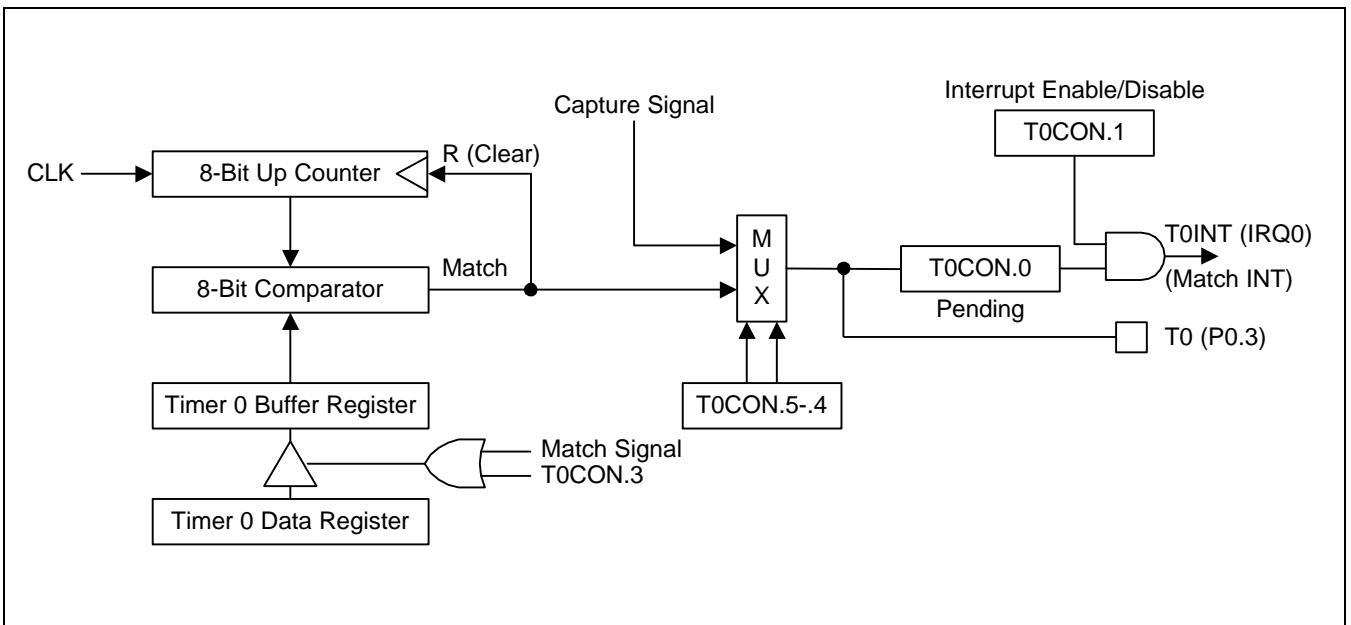 Interrupt Enable/Disable
Capture Signal
T0CON.1
CLK
8-Bit Up Counter
R (Clear)
M
U
X
T0INT (IRQ0)
(Match INT)
8-Bit Comparator
Match
T0CON.0
Pending
T0 (P0.3)
Timer 0 Buffer Register
T0CON.5-.4
Match Signal
T0CON.3
Timer 0 Data Register